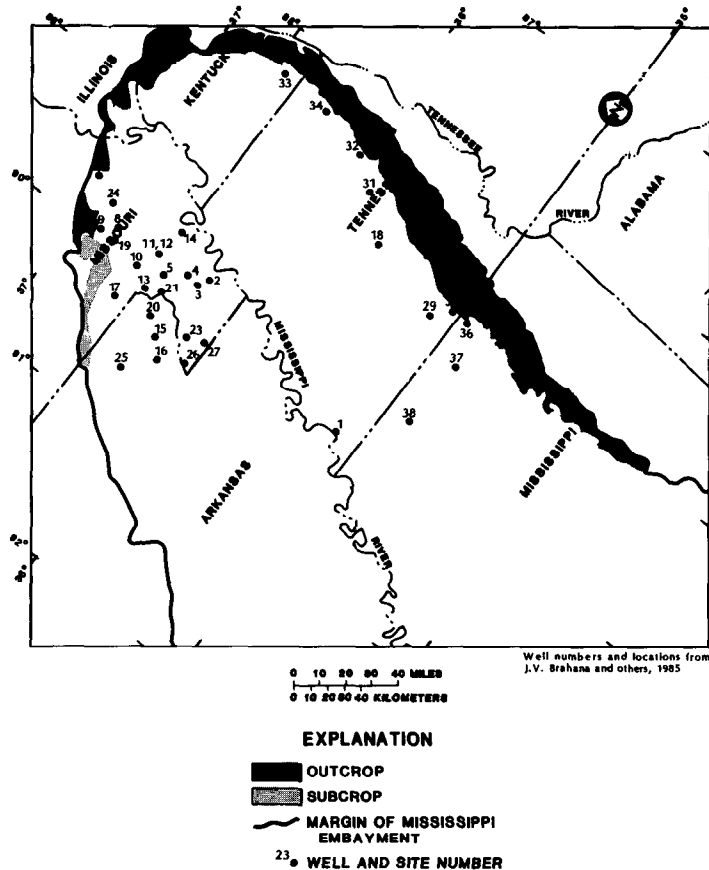 ILLINOIS
KENTUCKY
33
34
TENNESSEE
32
31
RIVER
ALABAMA
24
9
8
MISSOURI
19
14
11
12
10
18
TENNESSEE
5
4
2
3
13
21
17
20
29
36
MISSISSIPPI
15
23
16
26
27
25
37
38
1
ARKANSAS
MISSISSIPPI
RIVER
Well numbers and locations from
J.V. Brahana and others, 1985
0 10 20 30 40 MILES
0 10 20 30 40 KILOMETERS
EXPLANATION
OUTCROP
SUBCROP
MARGIN OF MISSISSIPPI
EMBAYMENT
23 WELL AND SITE NUMBER